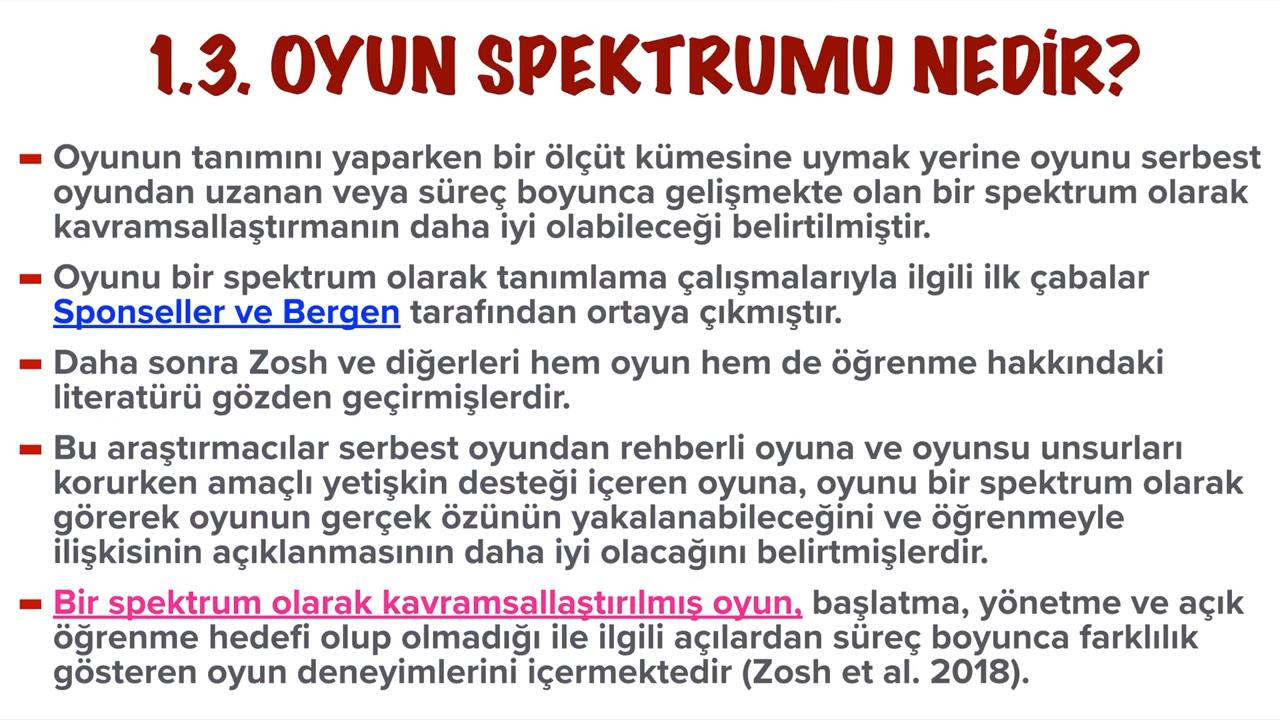 1.3. OYUN SPEKTRUMU NEDİR?
Oyunun tanımını yaparken bir ölçüt kümesine uymak yerine oyunu serbest
oyundan uzanan veya süreç boyunca gelişmekte olan bir spektrum olarak
kavramsallaştırmanın daha iyi olabileceği belirtilmiştir.
Oyunu bir spektrum olarak tanımlama çalışmalarıyla ilgili ilk çabalar
Sponseller ve Bergen tarafından ortaya çıkmıştır.
Daha sonra Zosh ve diğerleri hem oyun hem de öğrenme hakkındaki
literatürü gözden geçirmişlerdir.
Bu araştırmacılar serbest oyundan rehberli oyuna ve oyunsu unsurları
korurken amaçlı yetişkin desteği içeren oyuna, oyunu bir spektrum olarak
görerek oyunun gerçek özünün yakalanabileceğini ve öğrenmeyle
ilişkisinin açıklanmasının daha iyi olacağını belirtmişlerdir.
Bir spektrum olarak kavramsallaştırılmış oyun, başlatma, yönetme ve açık
öğrenme hedefi olup olmadığı ile ilgili açılardan süreç boyunca farklılık
gösteren oyun deneyimlerini içermektedir (Zosh et al. 2018).